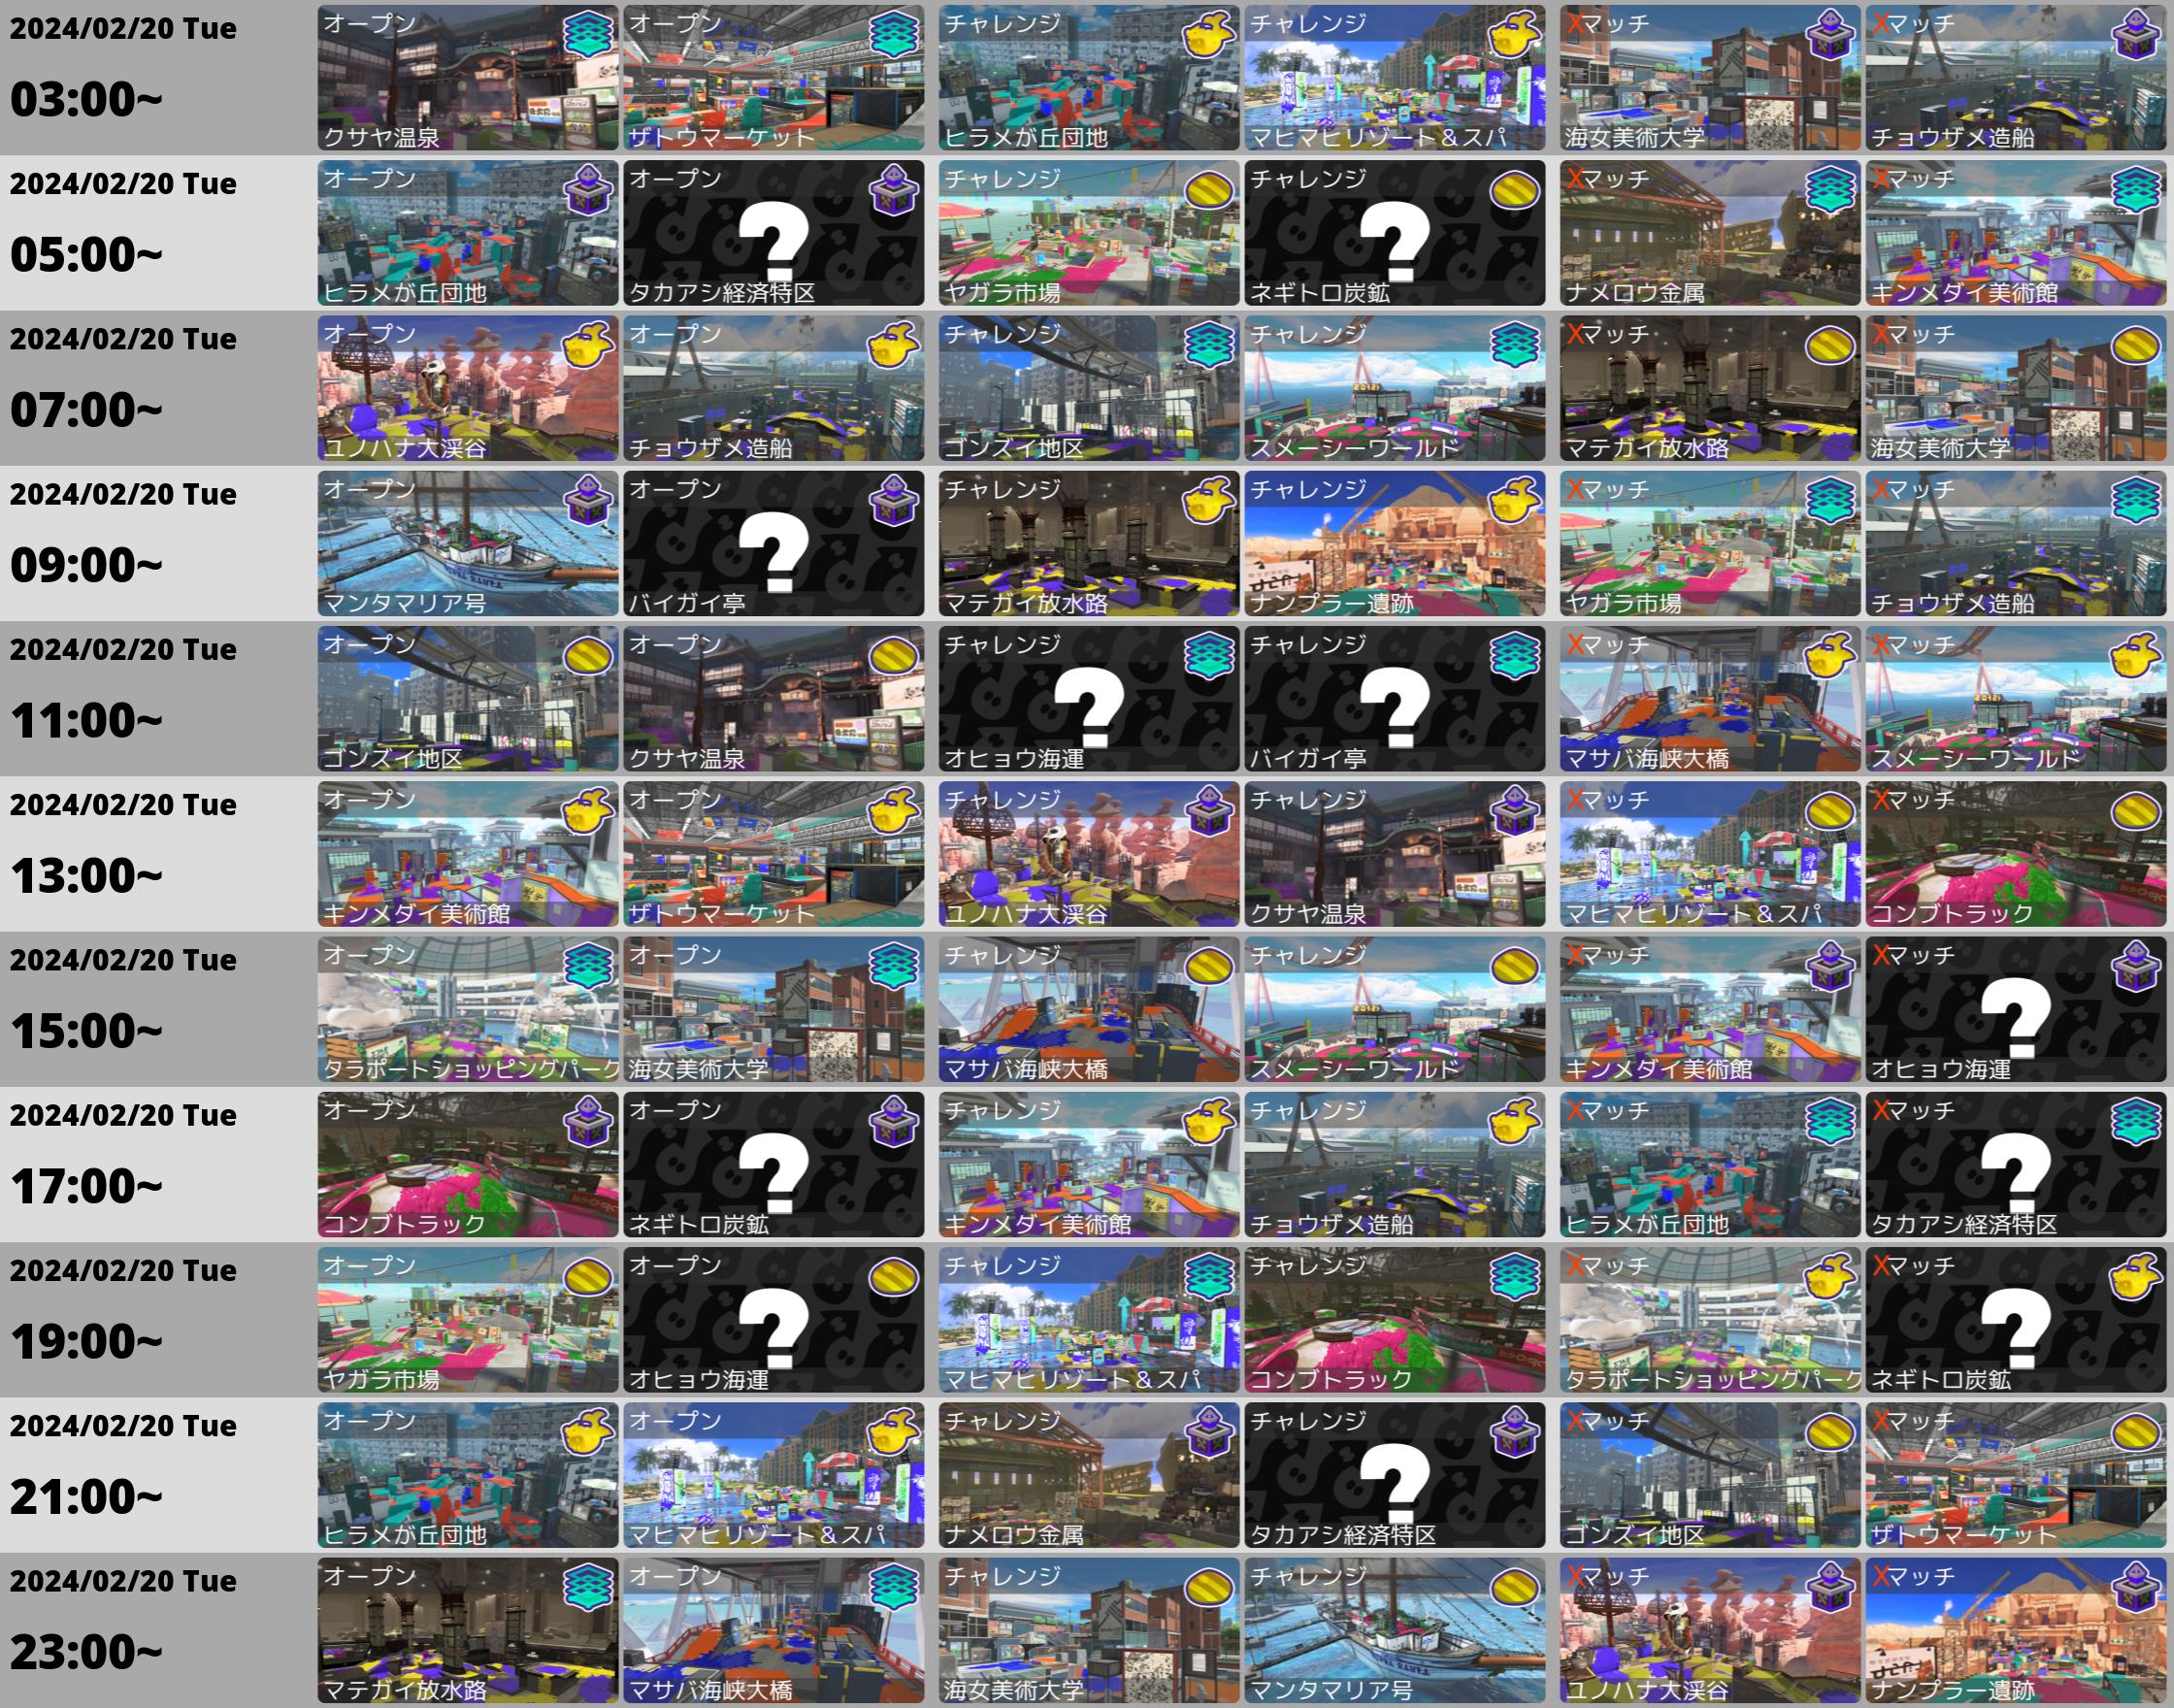 2024/02/20 Tue
03:00~
オープン
クサヤ温泉
オープン
ザトウマーケット
チャレンジ
ヒラメが丘団地
チャレンジ
マヒマヒリゾート＆スパ
Xマッチ
海女美術大学
Xマッチ
チョウザメ造船
2024/02/20 Tue
05:00~
オープン
ヒラメが丘団地
オープン
?
タカアシ経済特区
チャレンジ
ヤガラ市場
チャレンジ
?
ネギトロ炭鉱
Xマッチ
ナメロウ金属
Xマッチ
キンメダイ美術館
2024/02/20 Tue
07:00~
オープン
ユノハナ大渓谷
オープン
チョウザメ造船
チャレンジ
ゴンズイ地区
チャレンジ
スメーシーワールド
Xマッチ
マテガイ放水路
Xマッチ
海女美術大学
2024/02/20 Tue
09:00~
オープン
マンタマリア号
オープン
?
バイガイ亭
チャレンジ
マテガイ放水路
チャレンジ
ナンプラー遺跡
Xマッチ
ヤガラ市場
Xマッチ
チョウザメ造船
2024/02/20 Tue
11:00~
オープン
ゴンズイ地区
オープン
クサヤ温泉
チャレンジ
?
オヒョウ海運
チャレンジ
?
バイガイ亭
Xマッチ
マサバ海峡大橋
Xマッチ
スメーシーワールド
2024/02/20 Tue
13:00~
オープン
キンメダイ美術館
オープン
ザトウマーケット
チャレンジ
ユノハナ大渓谷
チャレンジ
クサヤ温泉
Xマッチ
マヒマヒリゾート＆スパ
Xマッチ
コンブトラック
2024/02/20 Tue
15:00~
オープン
タラポートショッピングパーク
オープン
海女美術大学
チャレンジ
マサバ海峡大橋
チャレンジ
スメーシーワールド
Xマッチ
キンメダイ美術館
Xマッチ
?
オヒョウ海運
2024/02/20 Tue
17:00~
オープン
コンブトラック
オープン
?
ネギトロ炭鉱
チャレンジ
キンメダイ美術館
チャレンジ
チョウザメ造船
Xマッチ
ヒラメが丘団地
Xマッチ
?
タカアシ経済特区
2024/02/20 Tue
19:00~
オープン
ヤガラ市場
オープン
?
オヒョウ海運
チャレンジ
マヒマヒリゾート＆スパ
チャレンジ
コンブトラック
Xマッチ
タラポートショッピングパーク
Xマッチ
?
ネギトロ炭鉱
2024/02/20 Tue
21:00~
オープン
ヒラメが丘団地
オープン
マヒマヒリゾート＆スパ
チャレンジ
ナメロウ金属
チャレンジ
?
タカアシ経済特区
Xマッチ
ゴンズイ地区
Xマッチ
ザトウマーケット
2024/02/20 Tue
23:00~
オープン
マテガイ放水路
オープン
マサバ海峡大橋
チャレンジ
海女美術大学
チャレンジ
マンタマリア号
Xマッチ
ユノハナ大渓谷
Xマッチ
ナンプラー遺跡